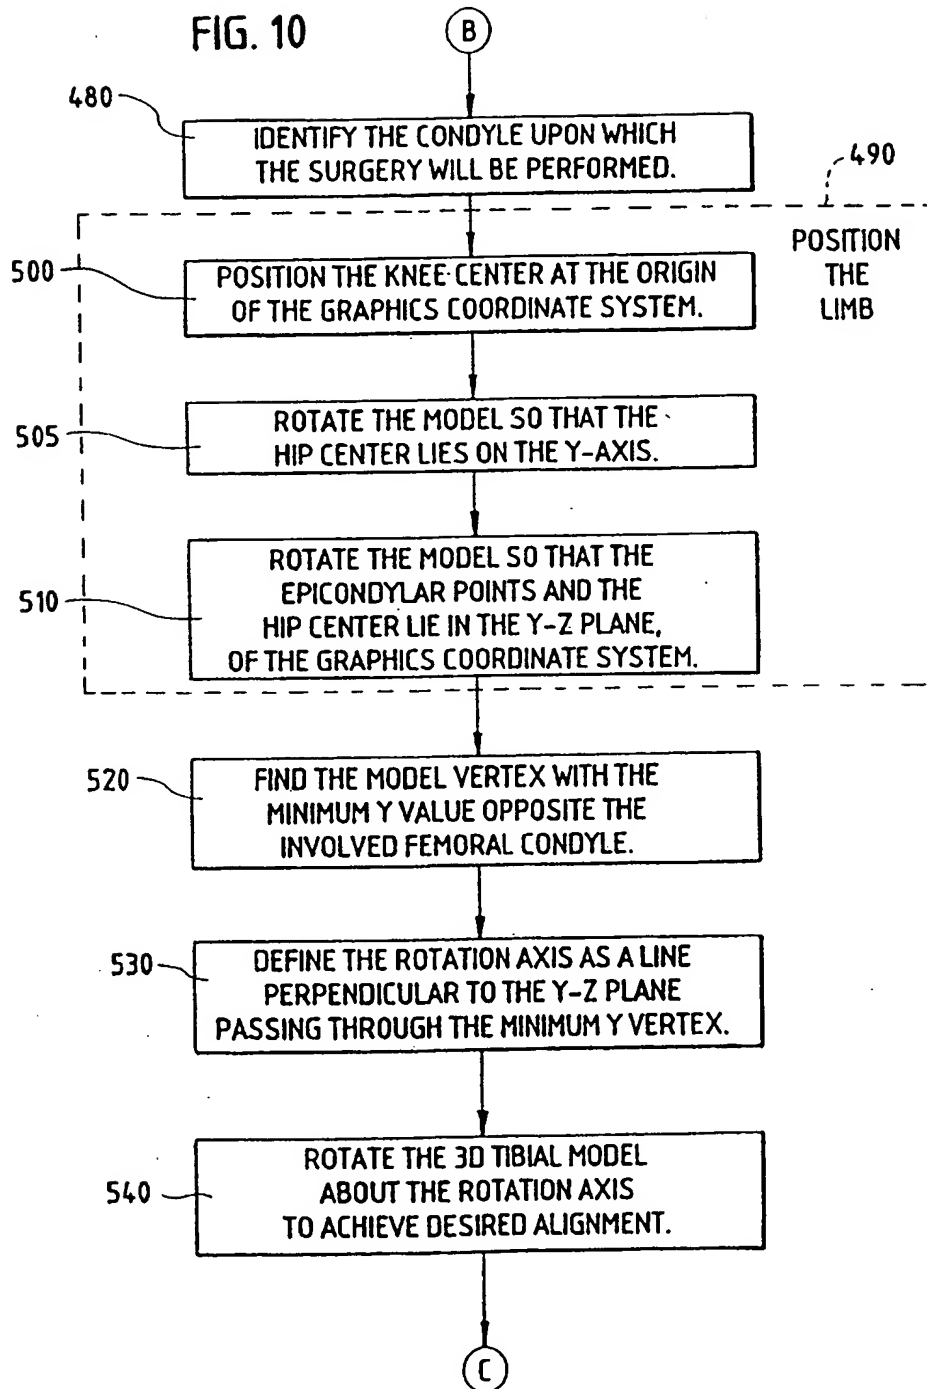 FIG. 10
B
480
IDENTIFY THE CONDYLE UPON WHICH
THE SURGERY WILL BE PERFORMED.
490
POSITION
THE
LIMB
500
POSITION THE KNEE CENTER AT THE ORIGIN
OF THE GRAPHICS COORDINATE SYSTEM.
505
ROTATE THE MODEL SO THAT THE
HIP CENTER LIES ON THE Y-AXIS.
510
ROTATE THE MODEL SO THAT THE
EPICONDYLAR POINTS AND THE
HIP CENTER LIE IN THE Y-Z PLANE,
OF THE GRAPHICS COORDINATE SYSTEM.
520
FIND THE MODEL VERTEX WITH THE
MINIMUM Y VALUE OPPOSITE THE
INVOLVED FEMORAL CONDYLE.
530
DEFINE THE ROTATION AXIS AS A LINE
PERPENDICULAR TO THE Y-Z PLANE
PASSING THROUGH THE MINIMUM Y VERTEX.
540
ROTATE THE 3D TIBIAL MODEL
ABOUT THE ROTATION AXIS
TO ACHIEVE DESIRED ALIGNMENT.
C